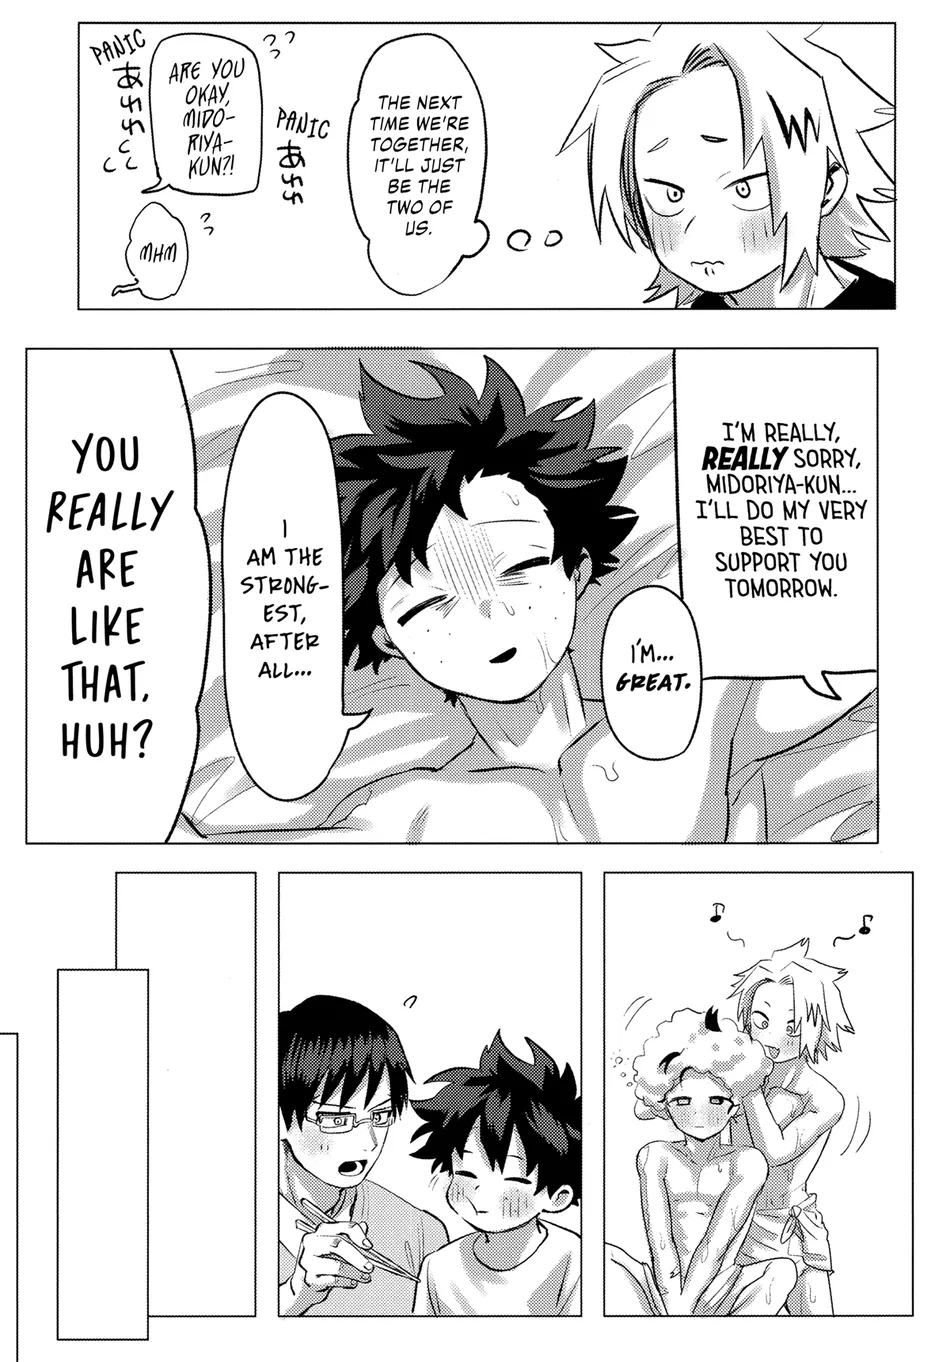 PANIC
あわわわ
ARE YOU
OKAY,
MIDO-
RIYA-
KUN?!
PANIC
あわわ
MHM
THE NEXT
TIME WE'RE
TOGETHER,
IT'LL JUST
BE THE
TWO OF
US.
I'M REALLY,
REALLY SORRY,
MIDORIYA-KUN...
I'LL DO MY VERY
BEST TO
SUPPORT YOU
TOMORROW.
I'M...
GREAT.
I
AM THE
STRONG-
EST,
AFTER
ALL...
YOU
REALLY
ARE
LIKE
THAT,
HUH?